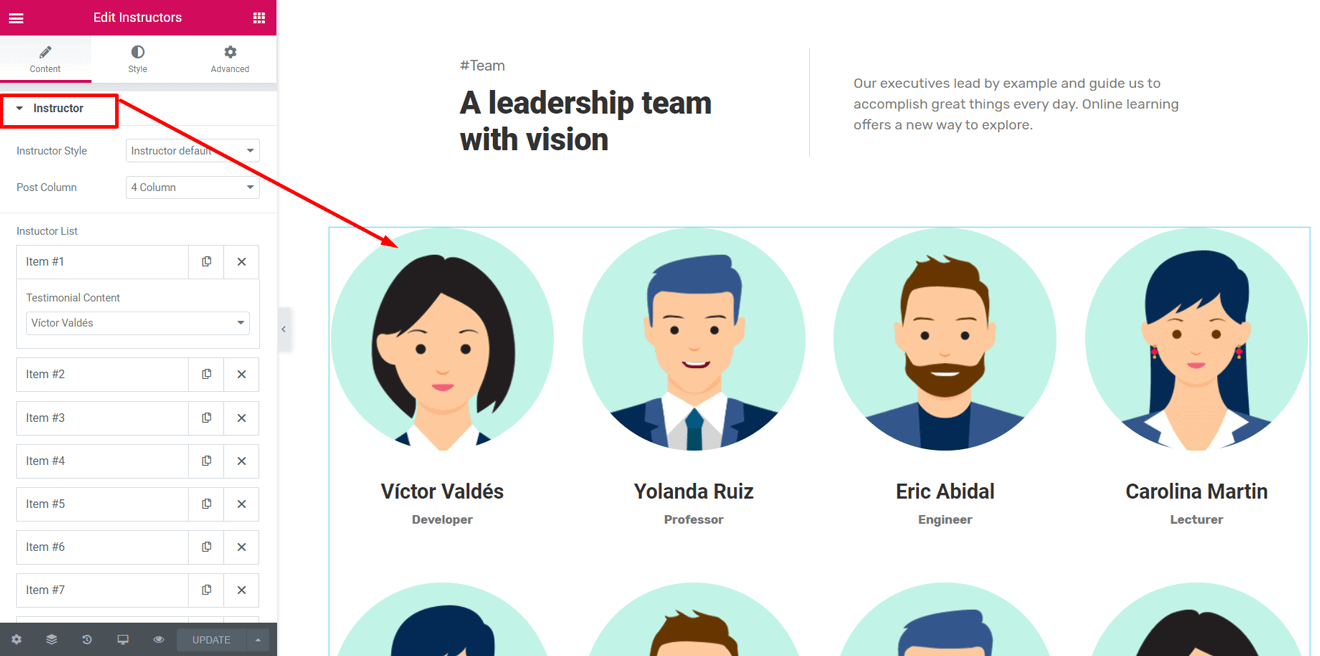 Edit Instructors
Content
Style
Advanced
Instructor
Instructor Style
Instructor default
Post Column
4 Column
Instuctor List
Item #1
Testimonial Content
Víctor Valdés
Item #2
Item #3
Item #4
Item #5
Item #6
Item #7
UPDATE
#Team
A leadership team
with vision
Our executives lead by example and guide us to
accomplish great things every day. Online learning
offers a new way to explore.
Víctor Valdés
Developer
Yolanda Ruiz
Professor
Eric Abidal
Engineer
Carolina Martin
Lecturer